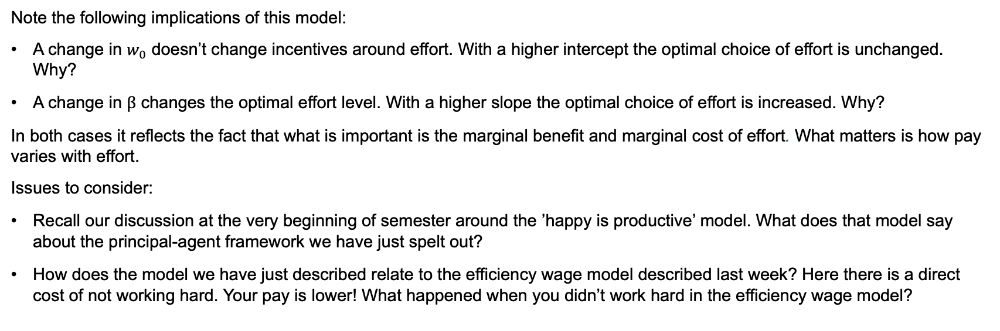 Note the following implications of this model:
• A change in w₀ doesn’t change incentives around effort. With a higher intercept the optimal choice of effort is unchanged.
Why?
• A change in β changes the optimal effort level. With a higher slope the optimal choice of effort is increased. Why?
In both cases it reflects the fact that what is important is the marginal benefit and marginal cost of effort. What matters is how pay
varies with effort.
Issues to consider:
• Recall our discussion at the very beginning of semester around the ’happy is productive’ model. What does that model say
about the principal-agent framework we have just spelt out?
• How does the model we have just described relate to the efficiency wage model described last week? Here there is a direct
cost of not working hard. Your pay is lower! What happened when you didn’t work hard in the efficiency wage model?